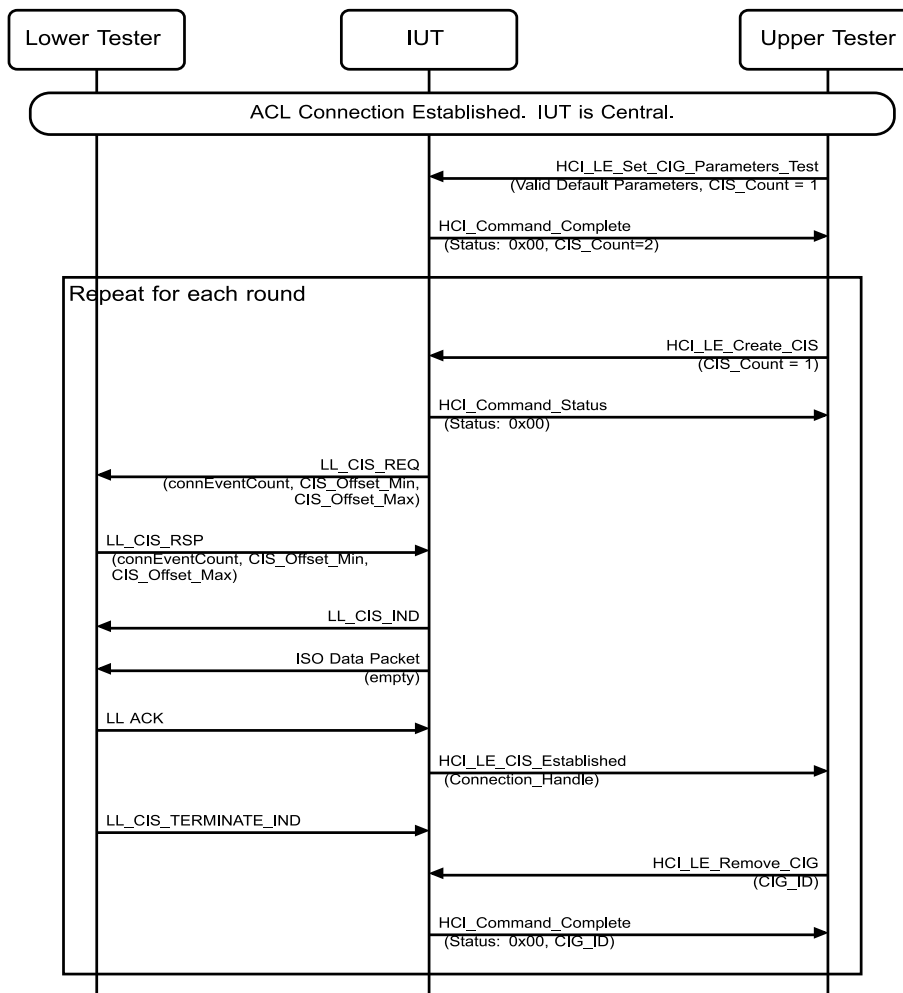 Lower Tester
IUT
Upper Tester
ACL Connection Established. IUT is Central.
HCI_LE_Set_CIG_Parameters_Test
(Valid Default Parameters, CIS_Count = 1
HCI_Command_Complete
(Status: 0x00, CIS_Count=2)
Repeat for each round
HCI_LE_Create_CIS
(CIS_Count = 1)
HCI_Command_Status
(Status: 0x00)
LL_CIS_REQ
(connEventCount, CIS_Offset_Min,
CIS_Offset_Max)
LL_CIS_RSP
(connEventCount, CIS_Offset_Min,
CIS_Offset_Max)
LL_CIS_IND
ISO Data Packet
(empty)
LL ACK
HCI_LE_CIS_Established
(Connection_Handle)
LL_CIS_TERMINATE_IND
HCI_LE_Remove_CIG
(CIG_ID)
HCI_Command_Complete
(Status: 0x00, CIG_ID)